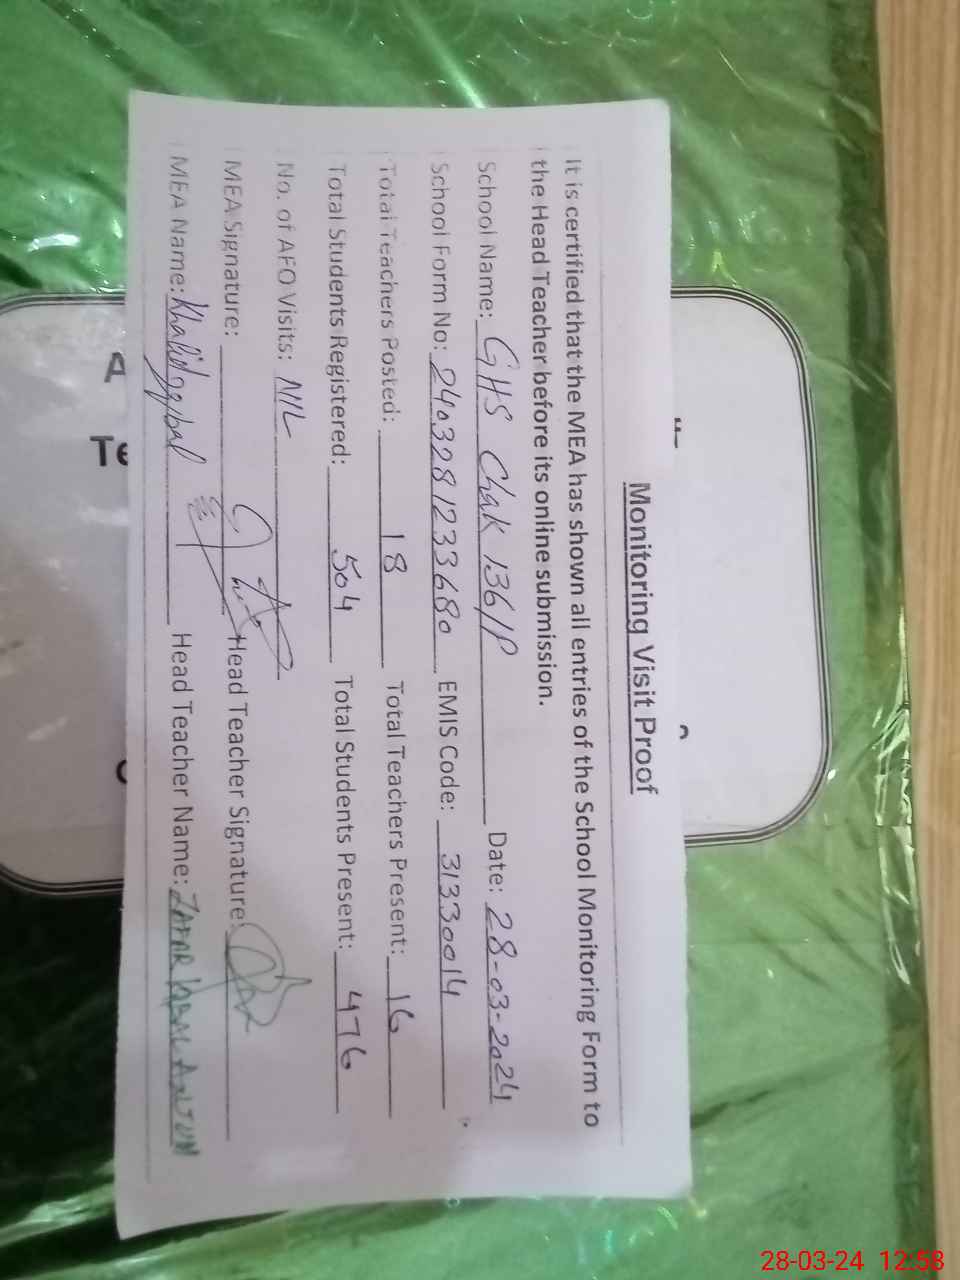 Monitoring Visit Proof
It is certified that the MEA has shown all entries of the School Monitoring Form to
the Head Teacher before its online submission.
School Name: GHS Chak 136/P Date: 28-03-2024
School Form No: 2403281233680 EMIS Code: 31330014
Total Teachers Posted: 18 Total Teachers Present: 16
Total Students Registered: 504 Total Students Present: 476
No. of AFO Visits: NIL
MEA Signature: Head Teacher Signature:
MEA Name: Khalid Iqbal Head Teacher Name: ZAFAR IQBAL
A
Te
28-03-24 12:58